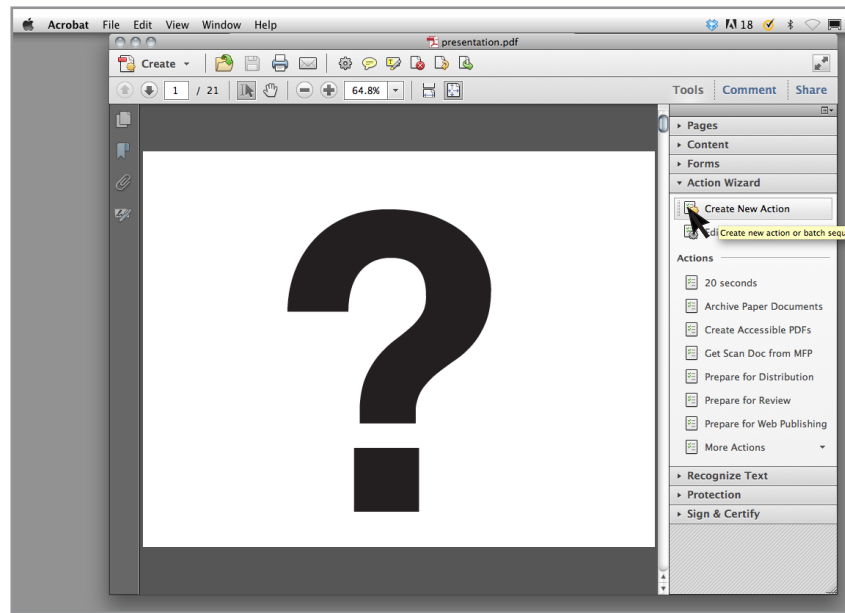 Acrobat File Edit View Window Help 18
presentation.pdf
Create
1 / 21 64.8% Tools Comment Share
Pages
Content
Forms
Action Wizard
Create New Action
Edi Create new action or batch sequ
Actions
20 seconds
Archive Paper Documents
Create Accessible PDFs
Get Scan Doc from MFP
Prepare for Distribution
Prepare for Review
Prepare for Web Publishing
More Actions
Recognize Text
Protection
Sign & Certify
?